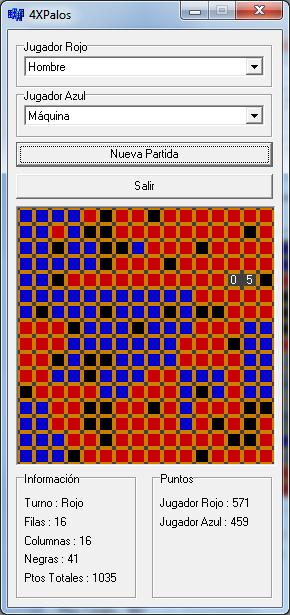 4XPalos
Jugador Rojo
Hombre
Jugador Azul
Máquina
Nueva Partida
Salir
0 5
Información
Turno : Rojo
Filas : 16
Columnas : 16
Negras : 41
Ptos Totales : 1035
Puntos
Jugador Rojo : 571
Jugador Azul : 459